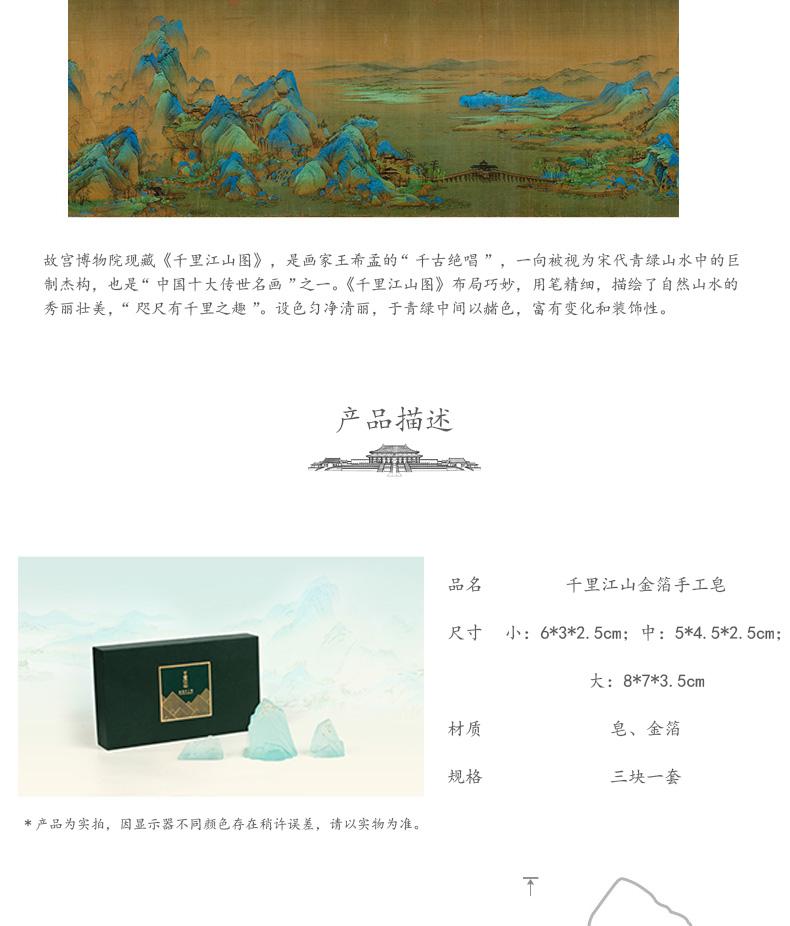 故宫博物院现藏《千里江山图》，是画家王希孟的“千古绝唱”，一向被视为宋代青绿山水中的巨
制杰构，也是“中国十大传世名画”之一。《千里江山图》布局巧妙，用笔精细，描绘了自然山水的
秀丽壮美，“咫尺有千里之趣”。设色匀净清丽，于青绿中间以赭色，富有变化和装饰性。
产品描述
品名 千里江山金箔手工皂
尺寸 小：6*3*2.5cm；中：5*4.5*2.5cm；
大：8*7*3.5cm
材质 皂、金箔
规格 三块一套
*产品为实拍，因显示器不同颜色存在稍许误差，请以实物为准。